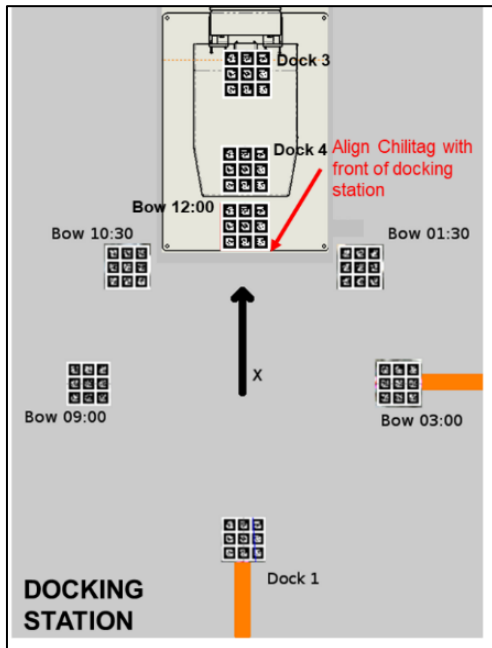 Dock 3
Dock 4
Align Chilitag with
front of docking
station
Bow 12:00
Bow 10:30
Bow 01:30
X
Bow 09:00
Bow 03:00
Dock 1
DOCKING
STATION